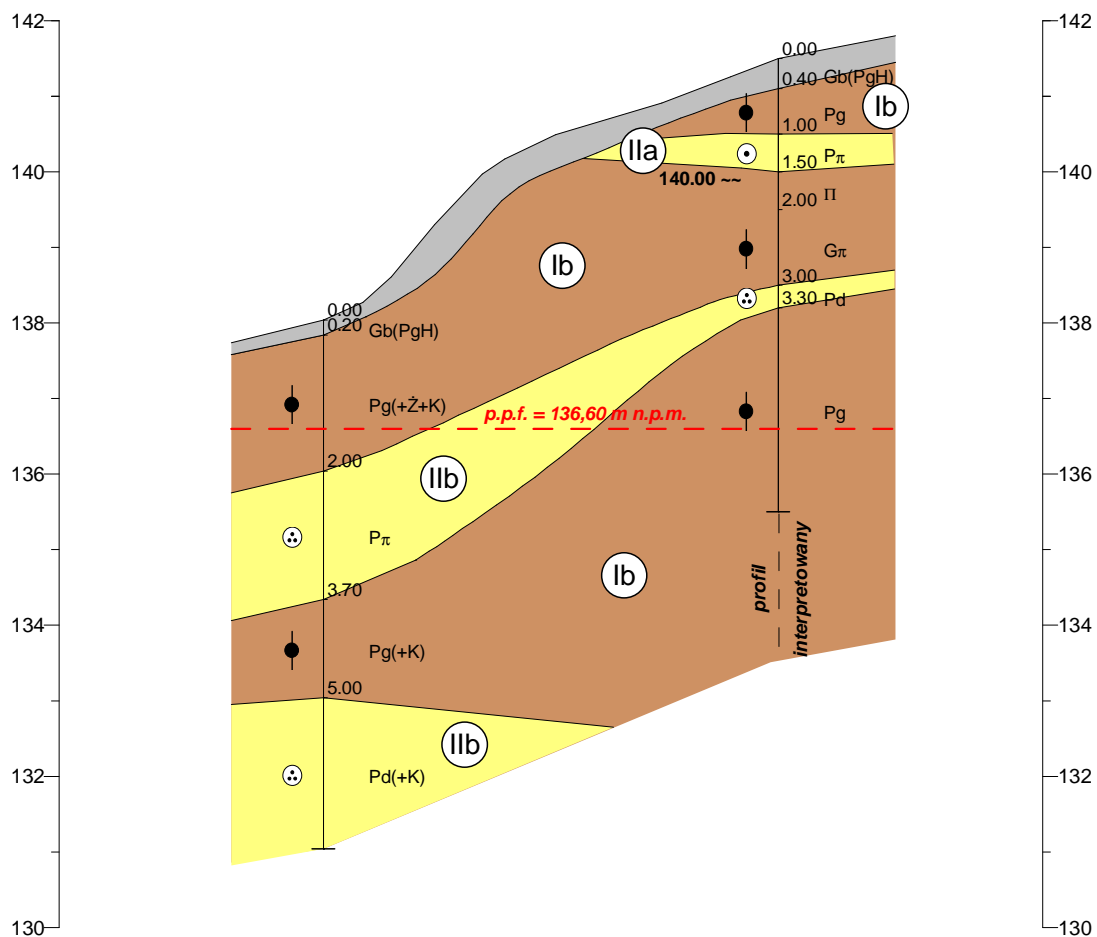 142
142
0.00
0.40 Gb(PgH)
Ib
Pg
1.00
IIa
Pπ
1.50
140
140.00 ~~
140
2.00 Π
Ib
Gπ
3.00
3.30 Pd
0.00
138
0.20 Gb(PgH)
138
Pg(+Ż+K)
p.p.f. = 136,60 m n.p.m.
Pg
2.00
136
IIb
136
Pπ
profil
interpretowany
Ib
3.70
134
134
Pg(+K)
5.00
IIb
132
Pd(+K)
132
130
130